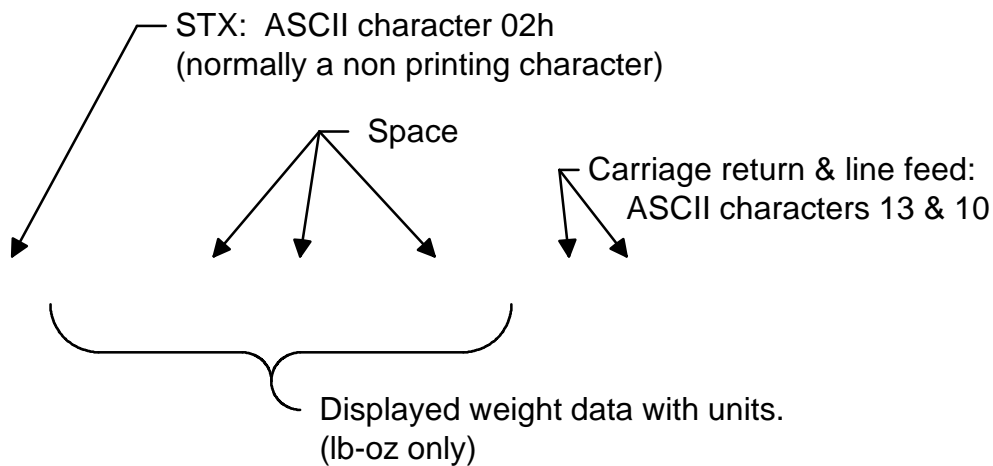 STX:  ASCII character 02h
(normally a non printing character)
Space
Carriage return & line feed:
ASCII characters 13 & 10
Displayed weight data with units.
(lb-oz only)